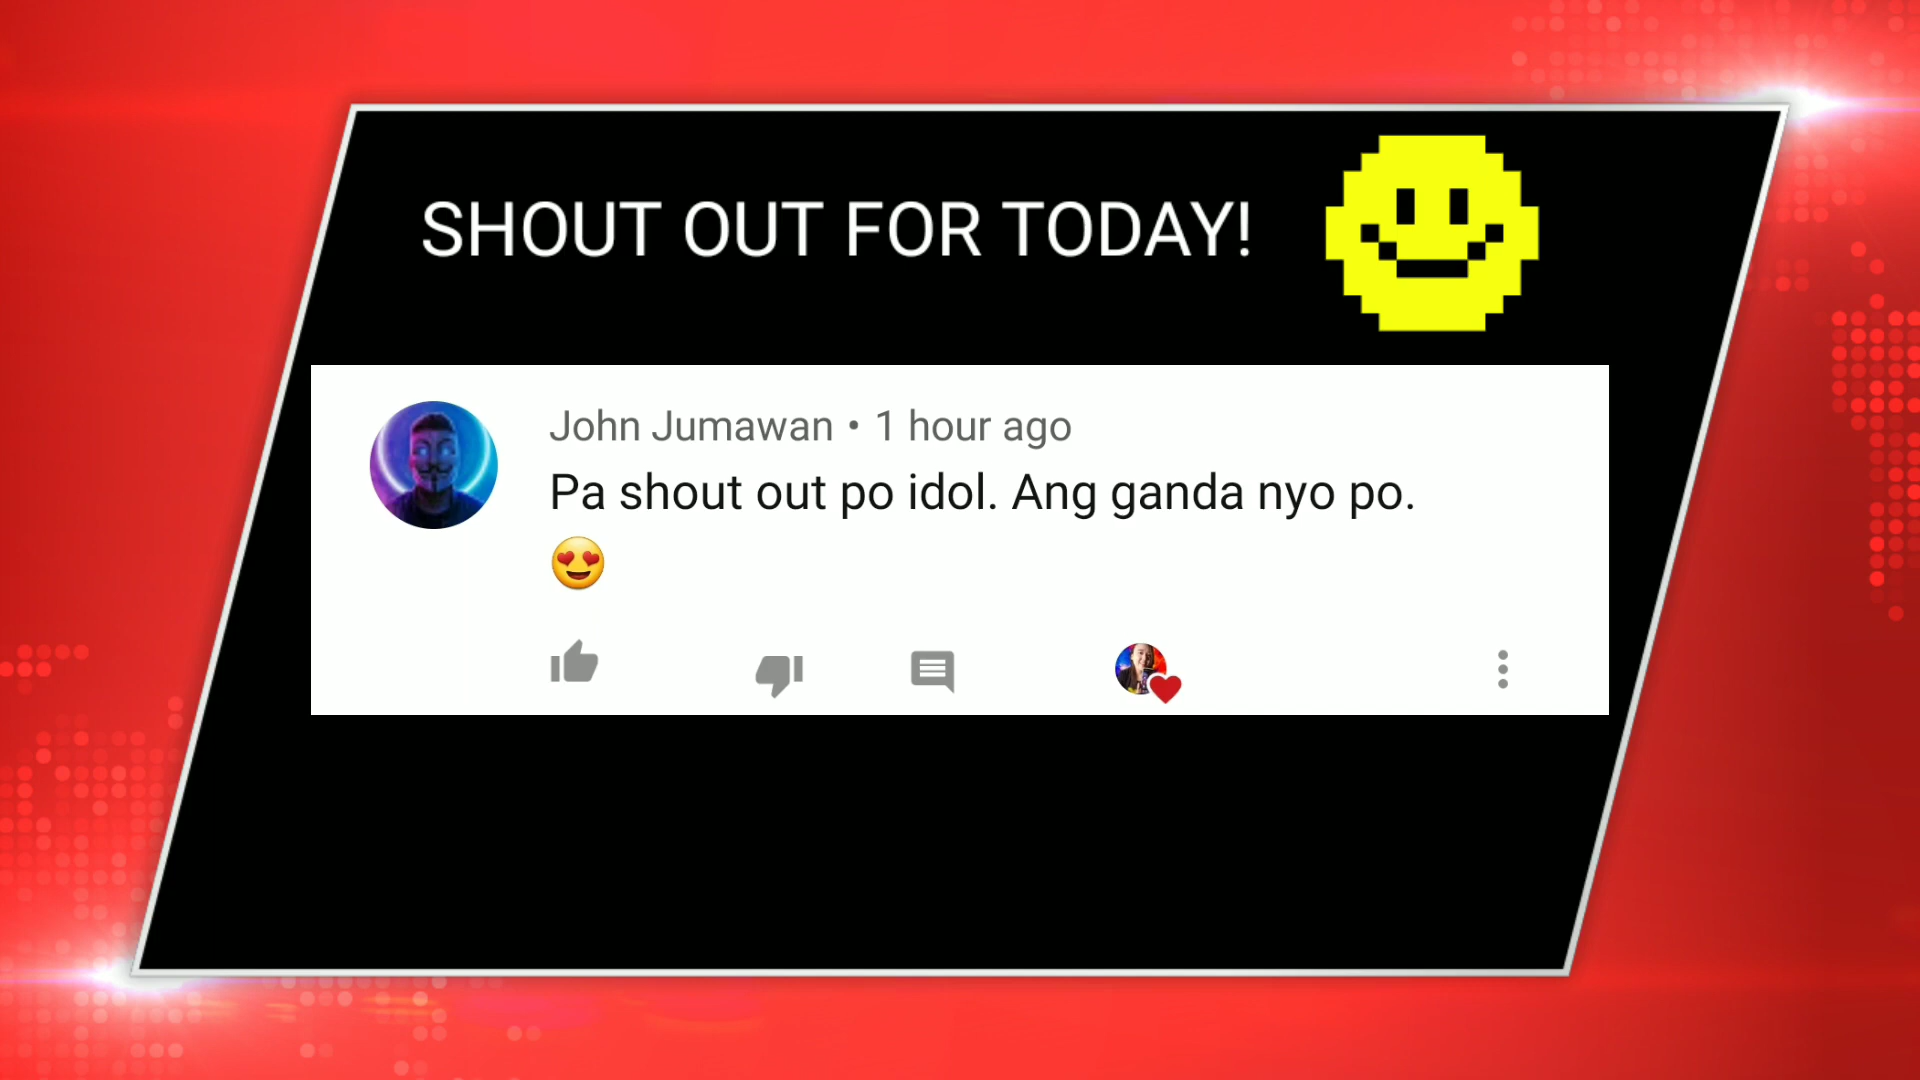 SHOUT OUT FOR TODAY!
John Jumawan • 1 hour ago
Pa shout out po idol. Ang ganda nyo po.
😍